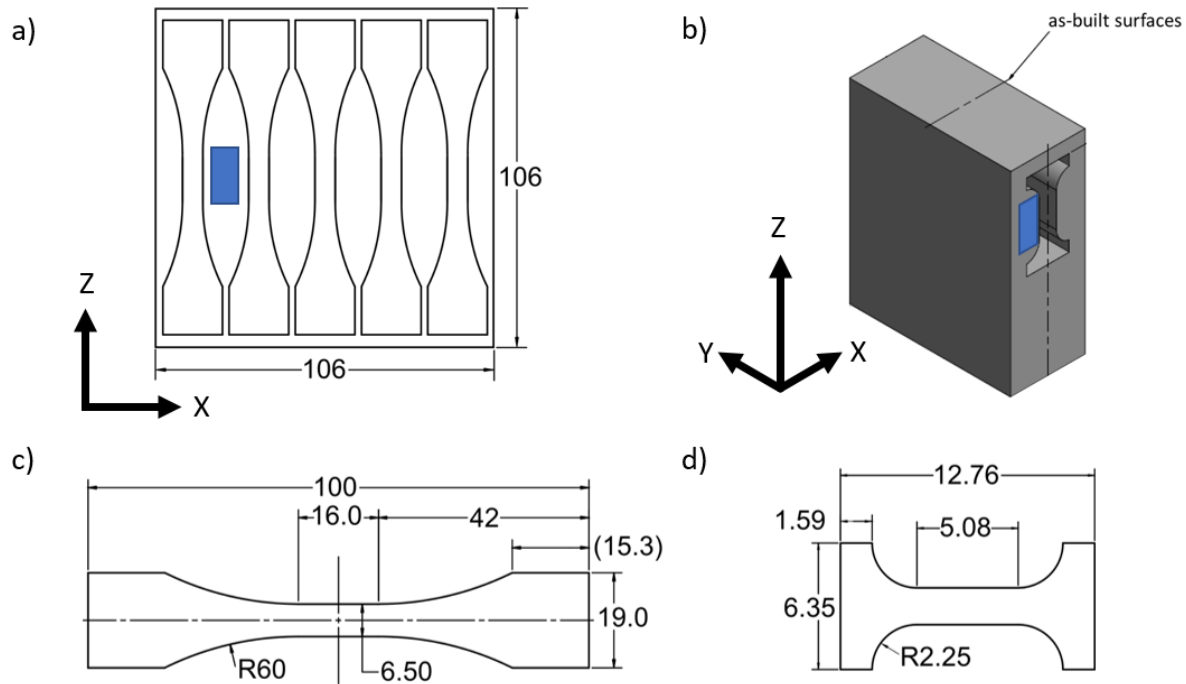 a)
106
106
Z
X
b)
as-built surfaces
Z
Y
X
c)
100
16.0
42
(15.3)
19.0
R60
6.50
d)
12.76
1.59
5.08
6.35
R2.25